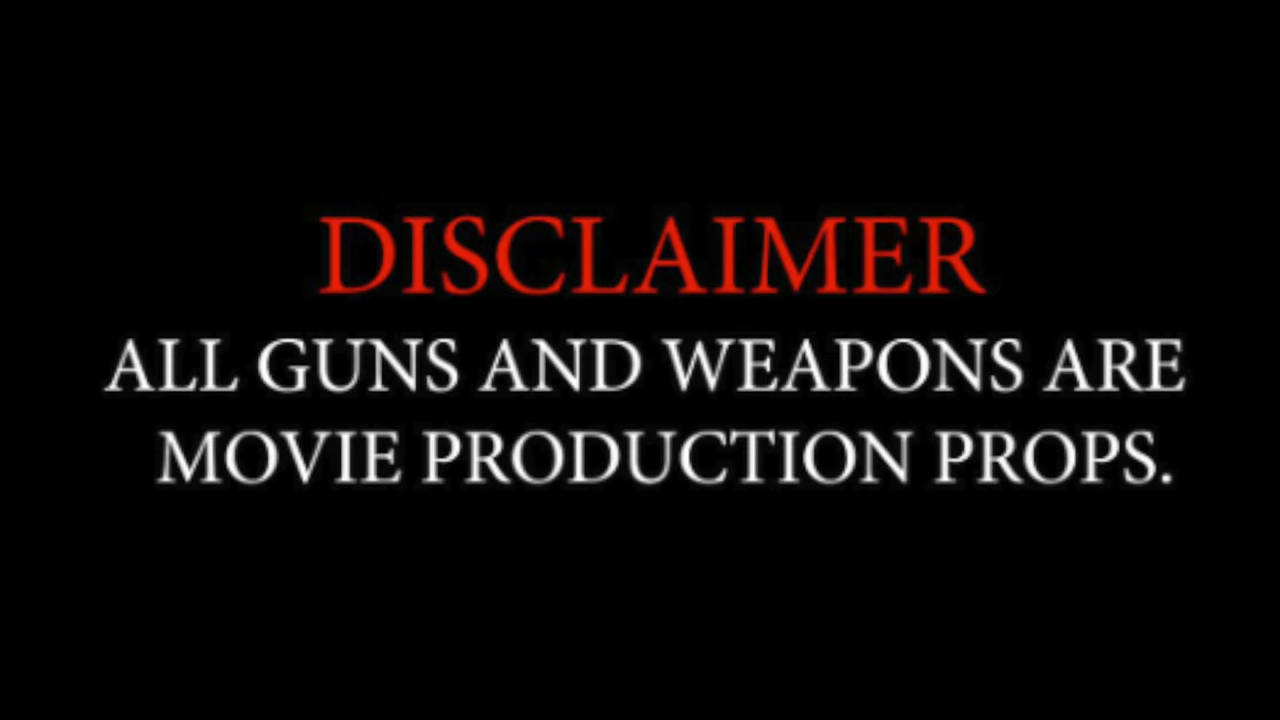 DISCLAIMER
ALL GUNS AND WEAPONS ARE
MOVIE PRODUCTION PROPS.